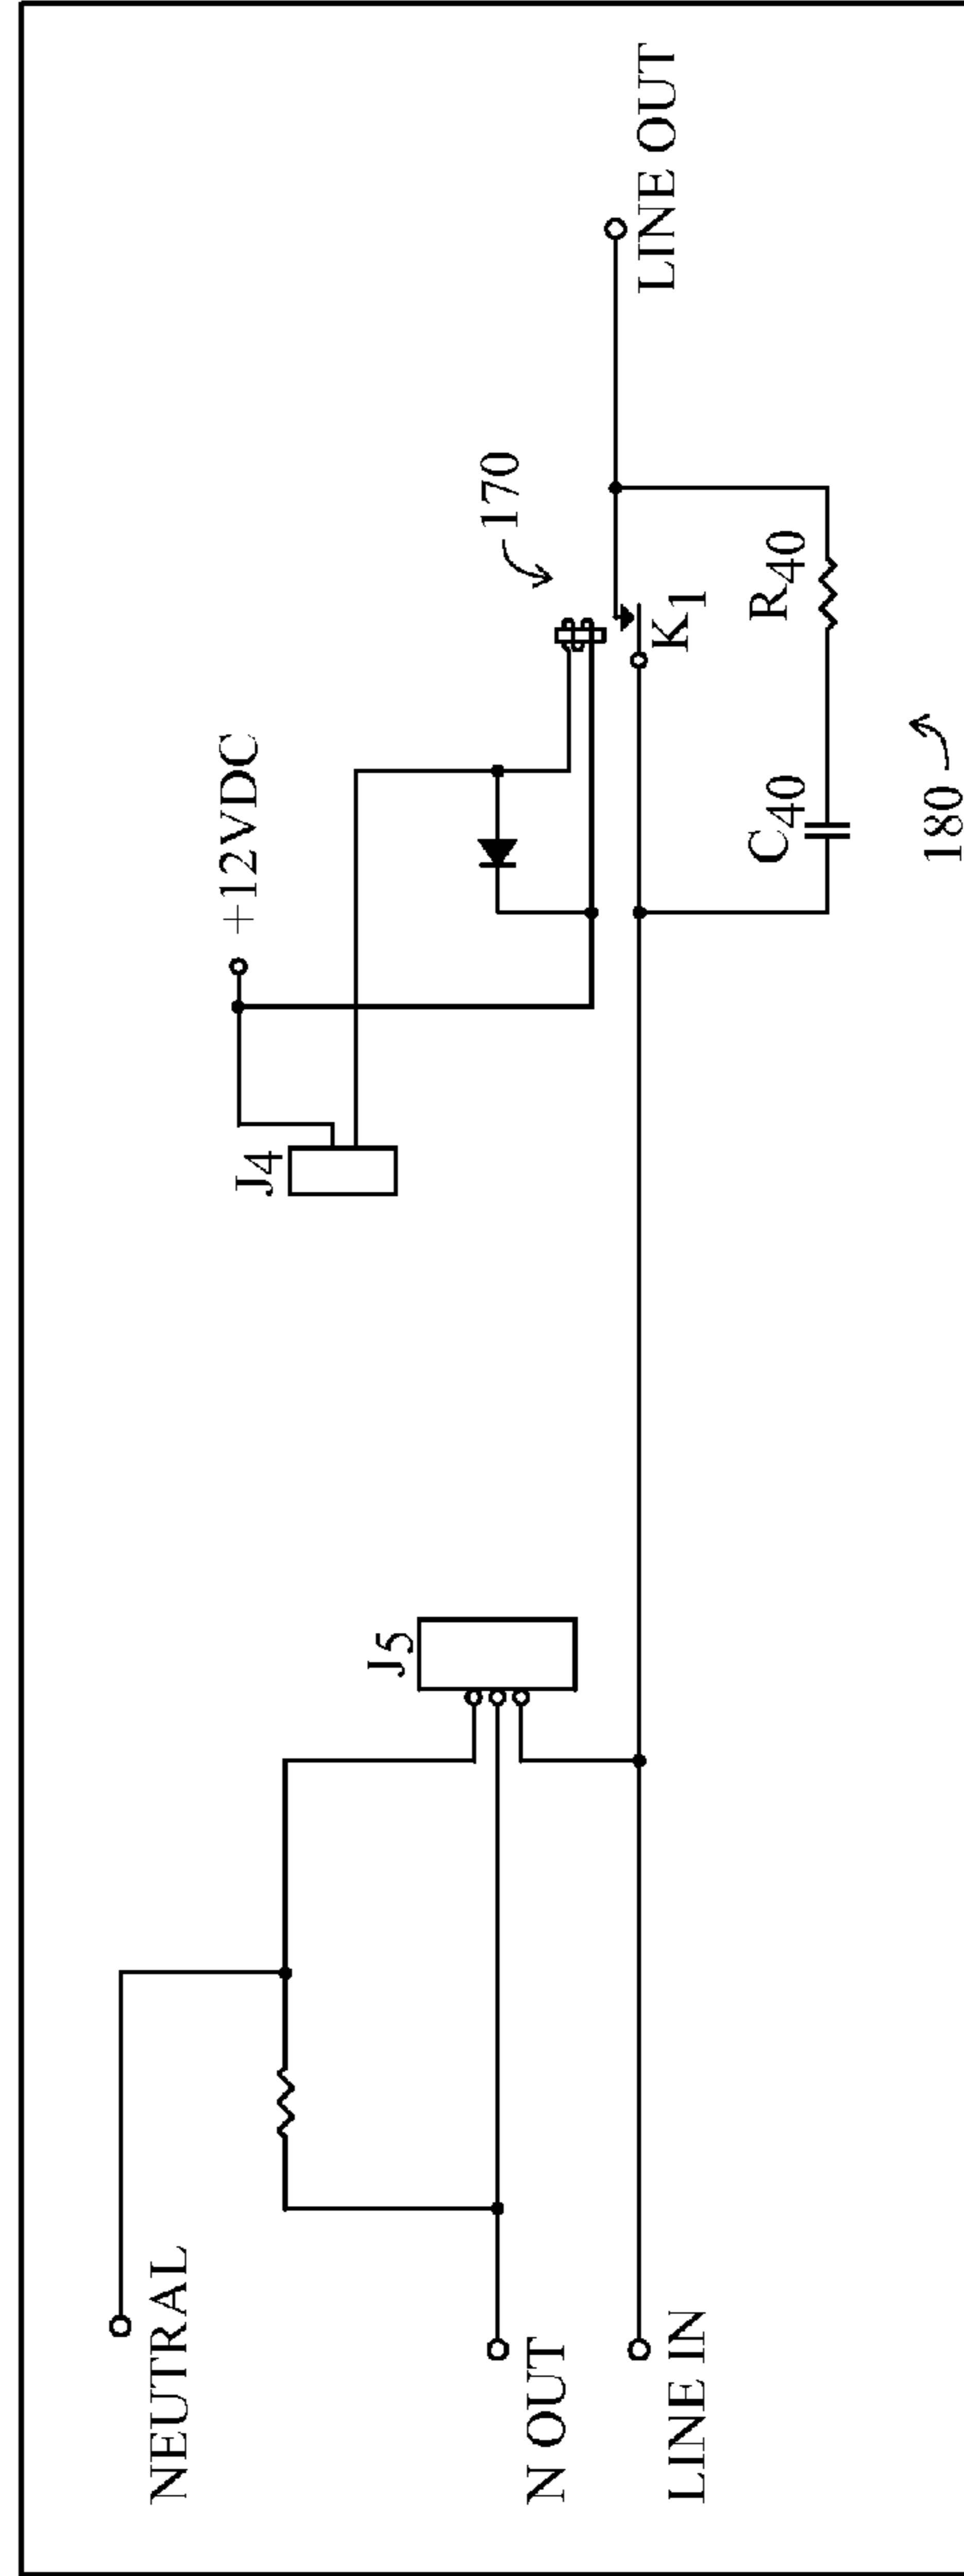 NEUTRAL
N OUT
LINE IN
J5
J4
+12VDC
170
K1
LINE OUT
C40
R40
180